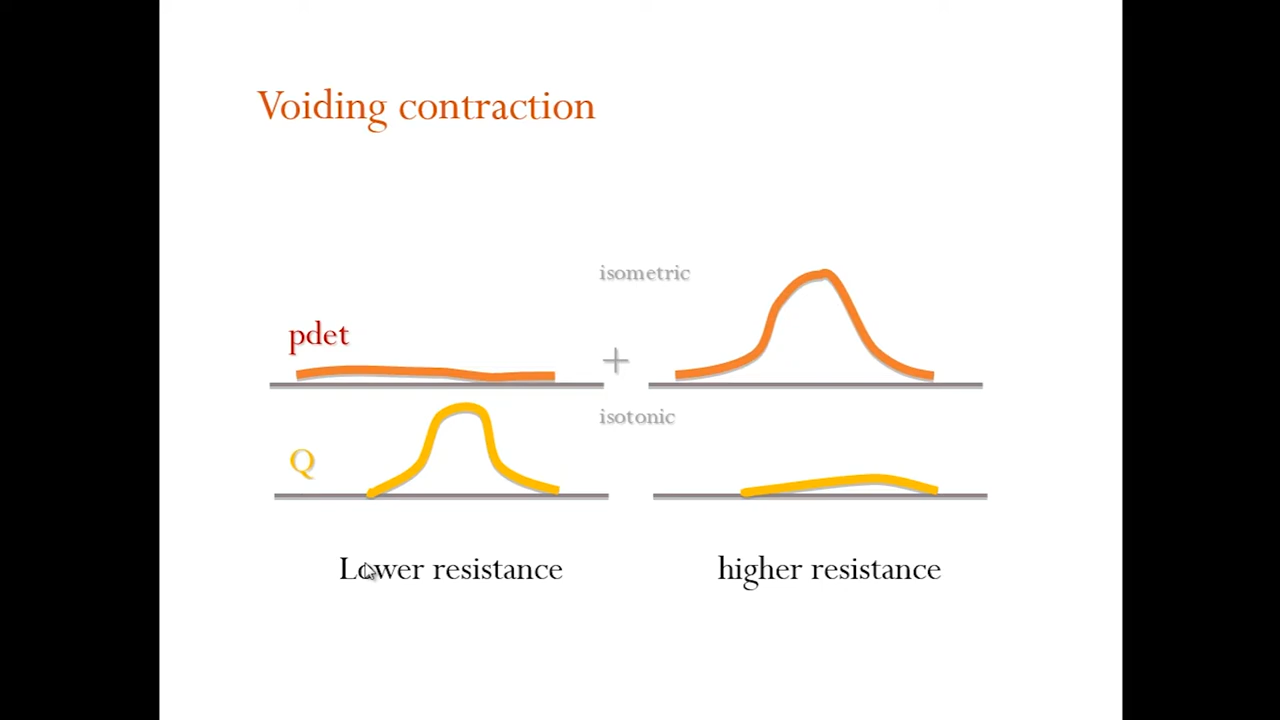 Voiding contraction
isometric
pdet
+
isotonic
Q
Lower resistance
higher resistance